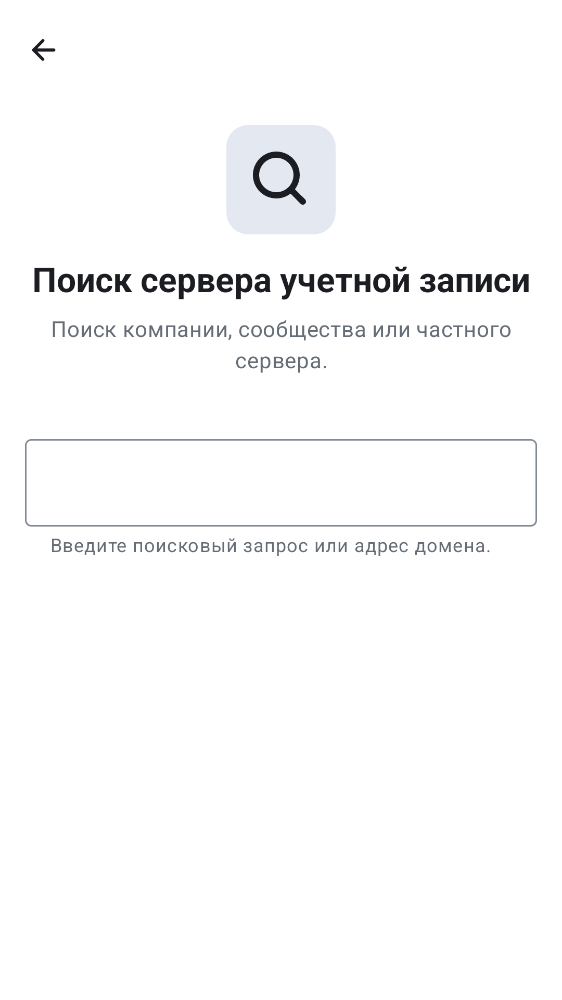 Поиск сервера учетной записи
Поиск компании, сообщества или частного
сервера.
Введите поисковый запрос или адрес домена.